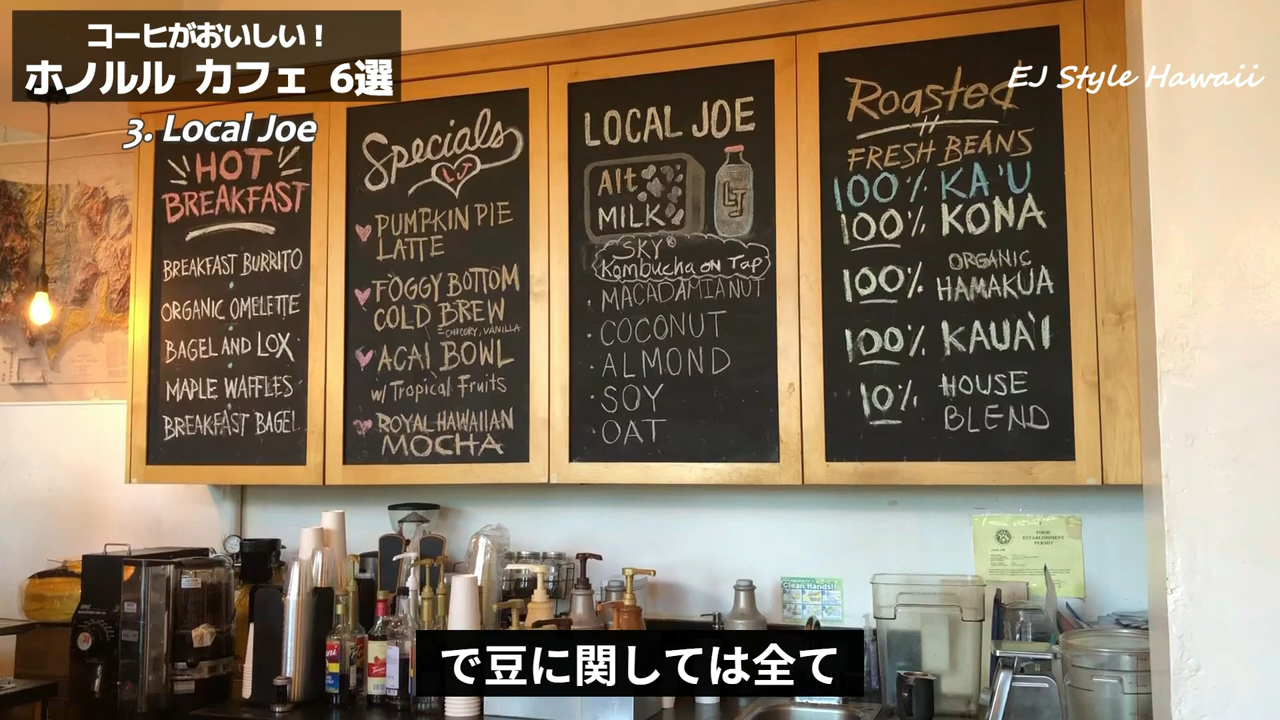 コーヒがおいしい！
ホノルル カフェ 6選
3. Local Joe
EJ Style Hawaii
HOT
BREAKFAST
BREAKFAST BURRITO
ORGANIC OMELETTE
BAGEL AND LOX
MAPLE WAFFLES
BREAKFAST BAGEL
Specials
LJ
PUMPKIN PIE
LATTE
FOGGY BOTTOM
COLD BREW
CHICORY, VANILLA
ACAI BOWL
w/ Tropical Fruits
ROYAL HAWAIIAN
MOCHA
LOCAL JOE
Alt
MILK
LJ
SKY®
Kombucha ON Tap
MACADAMIA NUT
COCONUT
ALMOND
SOY
OAT
Roasted
FRESH BEANS
100% KA'U
100% KONA
100% ORGANIC HAMAKUA
100% KAUA'I
10% HOUSE BLEND
FOOD
ESTABLISHMENT
PERMIT
Clean Hands!
で豆に関しては全て